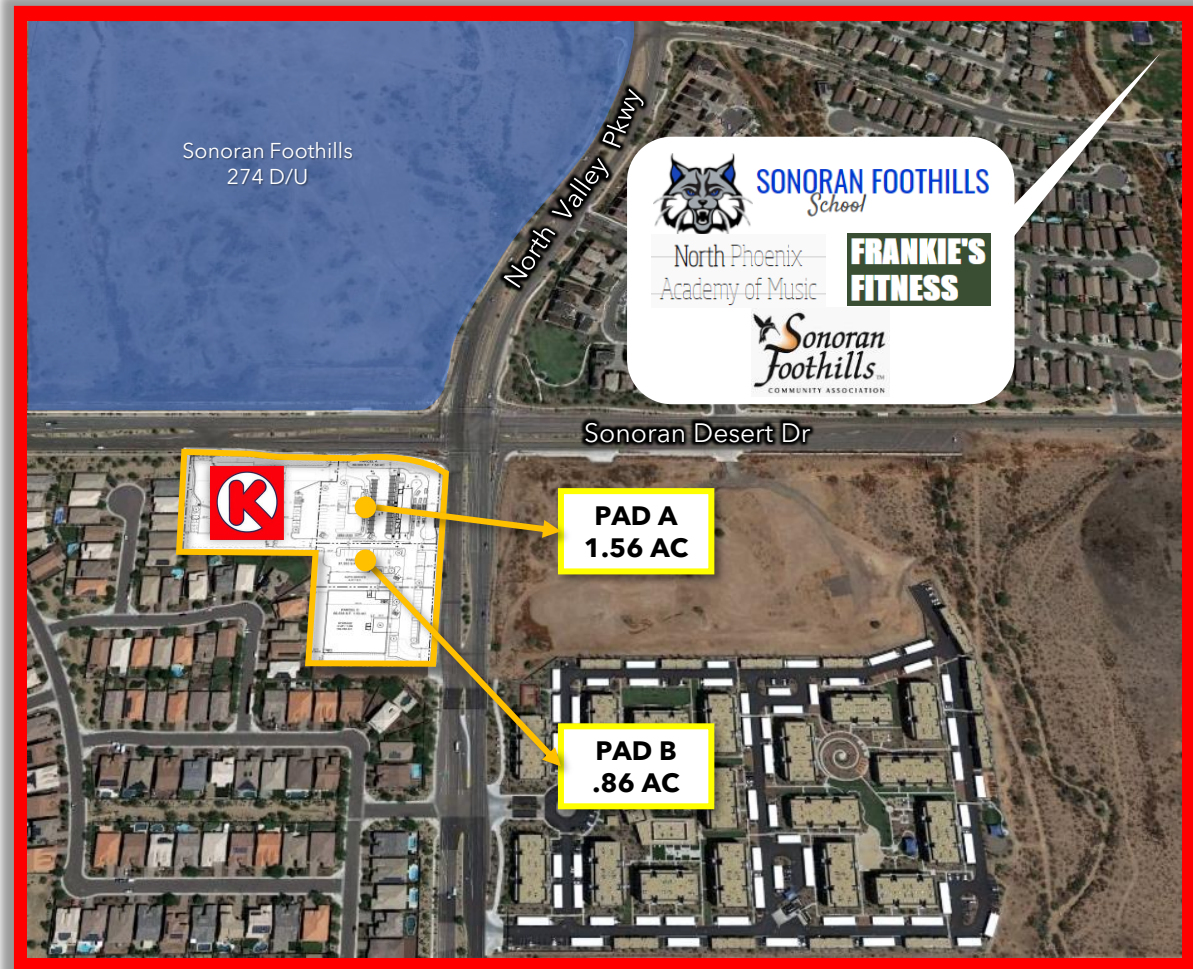 Sonoran Foothills
274 D/U
North Valley Pkwy
SONORAN FOOTHILLS
School
North Phoenix
Academy of Music
FRANKIE'S
FITNESS
Sonoran
Foothills
COMMUNITY ASSOCIATION
Sonoran Desert Dr
K
PAD A
1.56 AC
PAD B
.86 AC